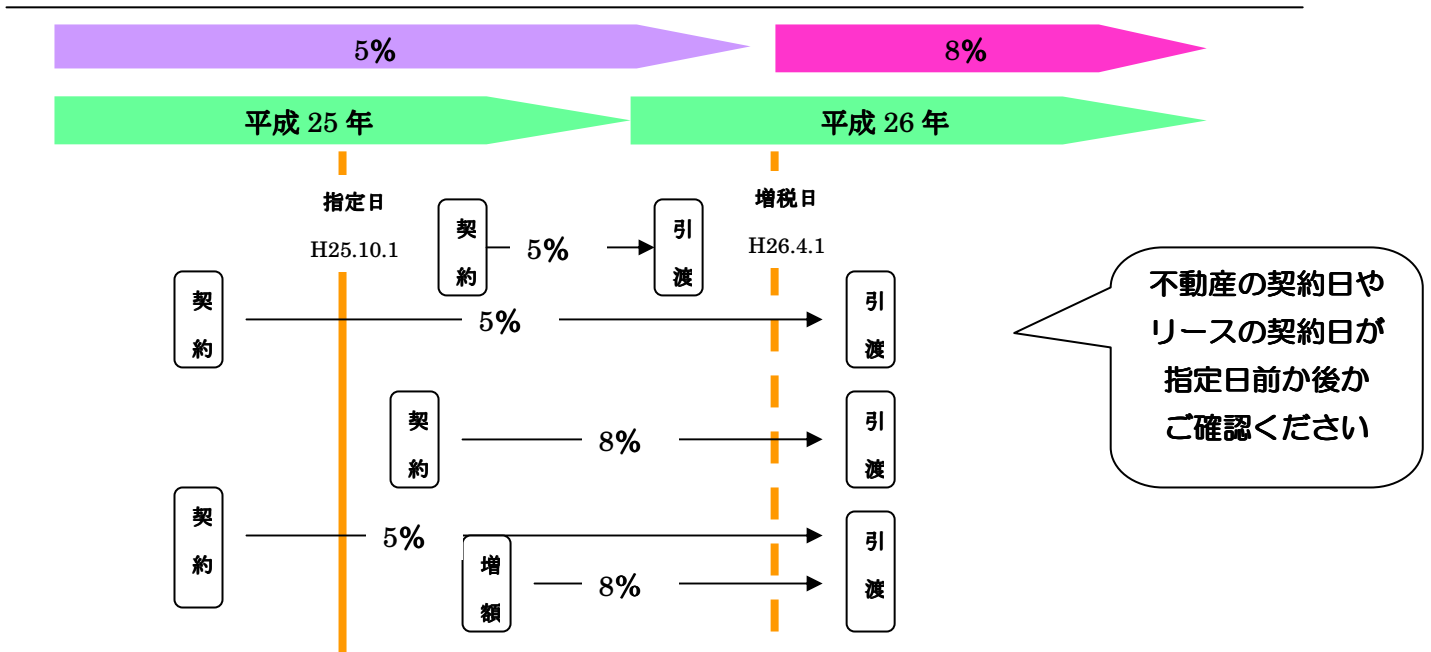 5%
8%
平成 25 年
平成 26 年
指定日
H25.10.1
増税日
H26.4.1
契約
5%
引渡
契約
5%
引渡
契約
8%
引渡
契約
5%
増額
8%
引渡
不動産の契約日や
リースの契約日が
指定日前か後か
ご確認ください